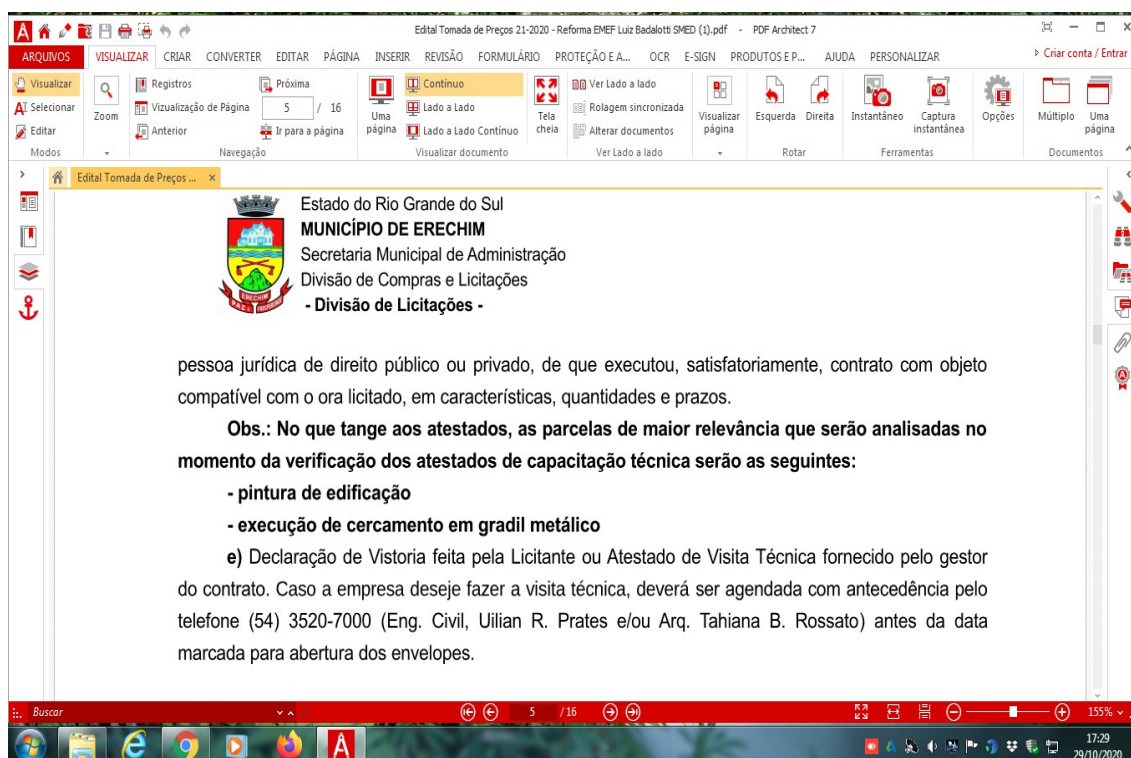 Edital Tomada de Preços 21-2020 - Reforma EMEF Luiz Badalotti SMED (1).pdf - PDF Architect 7
ARQUIVOS VISUALIZAR CRIAR CONVERTER EDITAR PÁGINA INSERIR REVISÃO FORMULÁRIO PROTEÇÃO E A... OCR E-SIGN PRODUTOS E P... AJUDA PERSONALIZAR Criar conta / Entrar
Visualizar Registros Próxima Contínuo Ver Lado a lado
Selecionar Zoom Vizualização de Página 5 / 16 Uma página Lado a Lado Tela cheia Rolagem sincronizada Visualizar página Esquerda Direita Instantâneo Captura instantânea Opções Múltiplo Uma página
Editar Anterior Ir para a página Lado a Lado Contínuo Alterar documentos
Modos Navegação Visualizar documento Ver Lado a lado Rotar Ferramentas Documentos
Edital Tomada de Preços ... x
Estado do Rio Grande do Sul
MUNICÍPIO DE ERECHIM
Secretaria Municipal de Administração
Divisão de Compras e Licitações
- Divisão de Licitações -
ERECHIM
pessoa jurídica de direito público ou privado, de que executou, satisfatoriamente, contrato com objeto
compatível com o ora licitado, em características, quantidades e prazos.
Obs.: No que tange aos atestados, as parcelas de maior relevância que serão analisadas no
momento da verificação dos atestados de capacitação técnica serão as seguintes:
- pintura de edificação
- execução de cercamento em gradil metálico
e) Declaração de Vistoria feita pela Licitante ou Atestado de Visita Técnica fornecido pelo gestor
do contrato. Caso a empresa deseje fazer a visita técnica, deverá ser agendada com antecedência pelo
telefone (54) 3520-7000 (Eng. Civil, Uilian R. Prates e/ou Arq. Tahiana B. Rossato) antes da data
marcada para abertura dos envelopes.
Buscar 5 /16 155%
17:29
29/10/2020